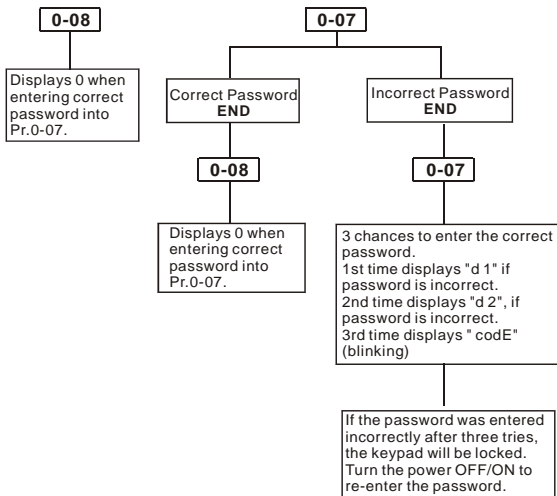 0-08
Displays 0 when
entering correct
password into
Pr.0-07.
0-07
Correct Password
END
0-08
Displays 0 when
entering correct
password into
Pr.0-07.
Incorrect Password
END
0-07
3 chances to enter the correct
password.
1st time displays "d 1" if
password is incorrect.
2nd time displays "d 2", if
password is incorrect.
3rd time displays " codE"
(blinking)
If the password was entered
incorrectly after three tries,
the keypad will be locked.
Turn the power OFF/ON to
re-enter the password.